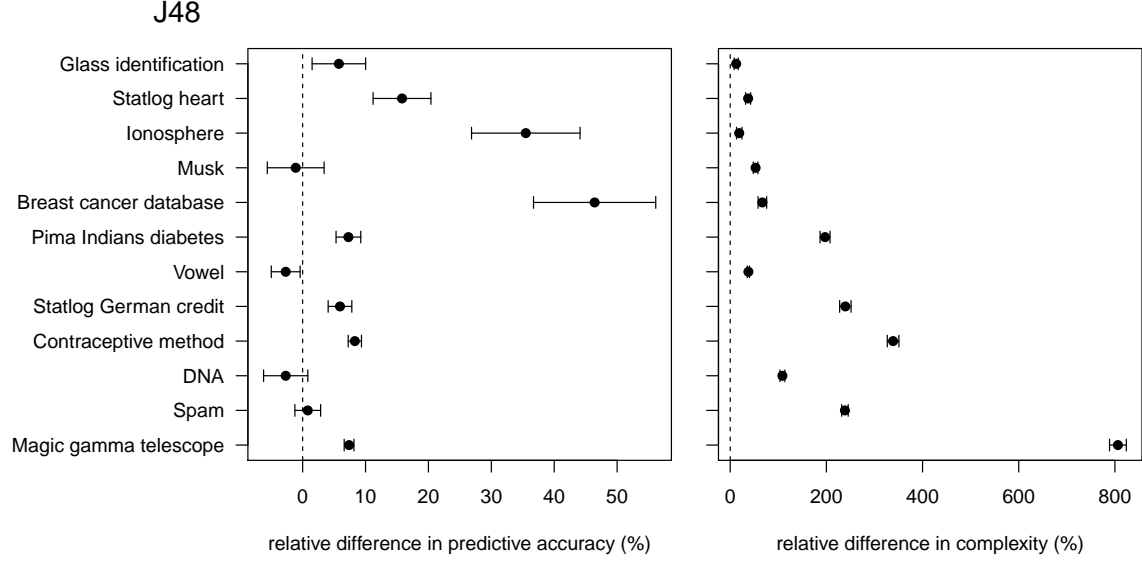 J48
Glass identification
Statlog heart
Ionosphere
Musk
Breast cancer database
Pima Indians diabetes
Vowel
Statlog German credit
Contraceptive method
DNA
Spam
Magic gamma telescope
0 10 20 30 40 50
relative difference in predictive accuracy (%)
0 200 400 600 800
relative difference in complexity (%)